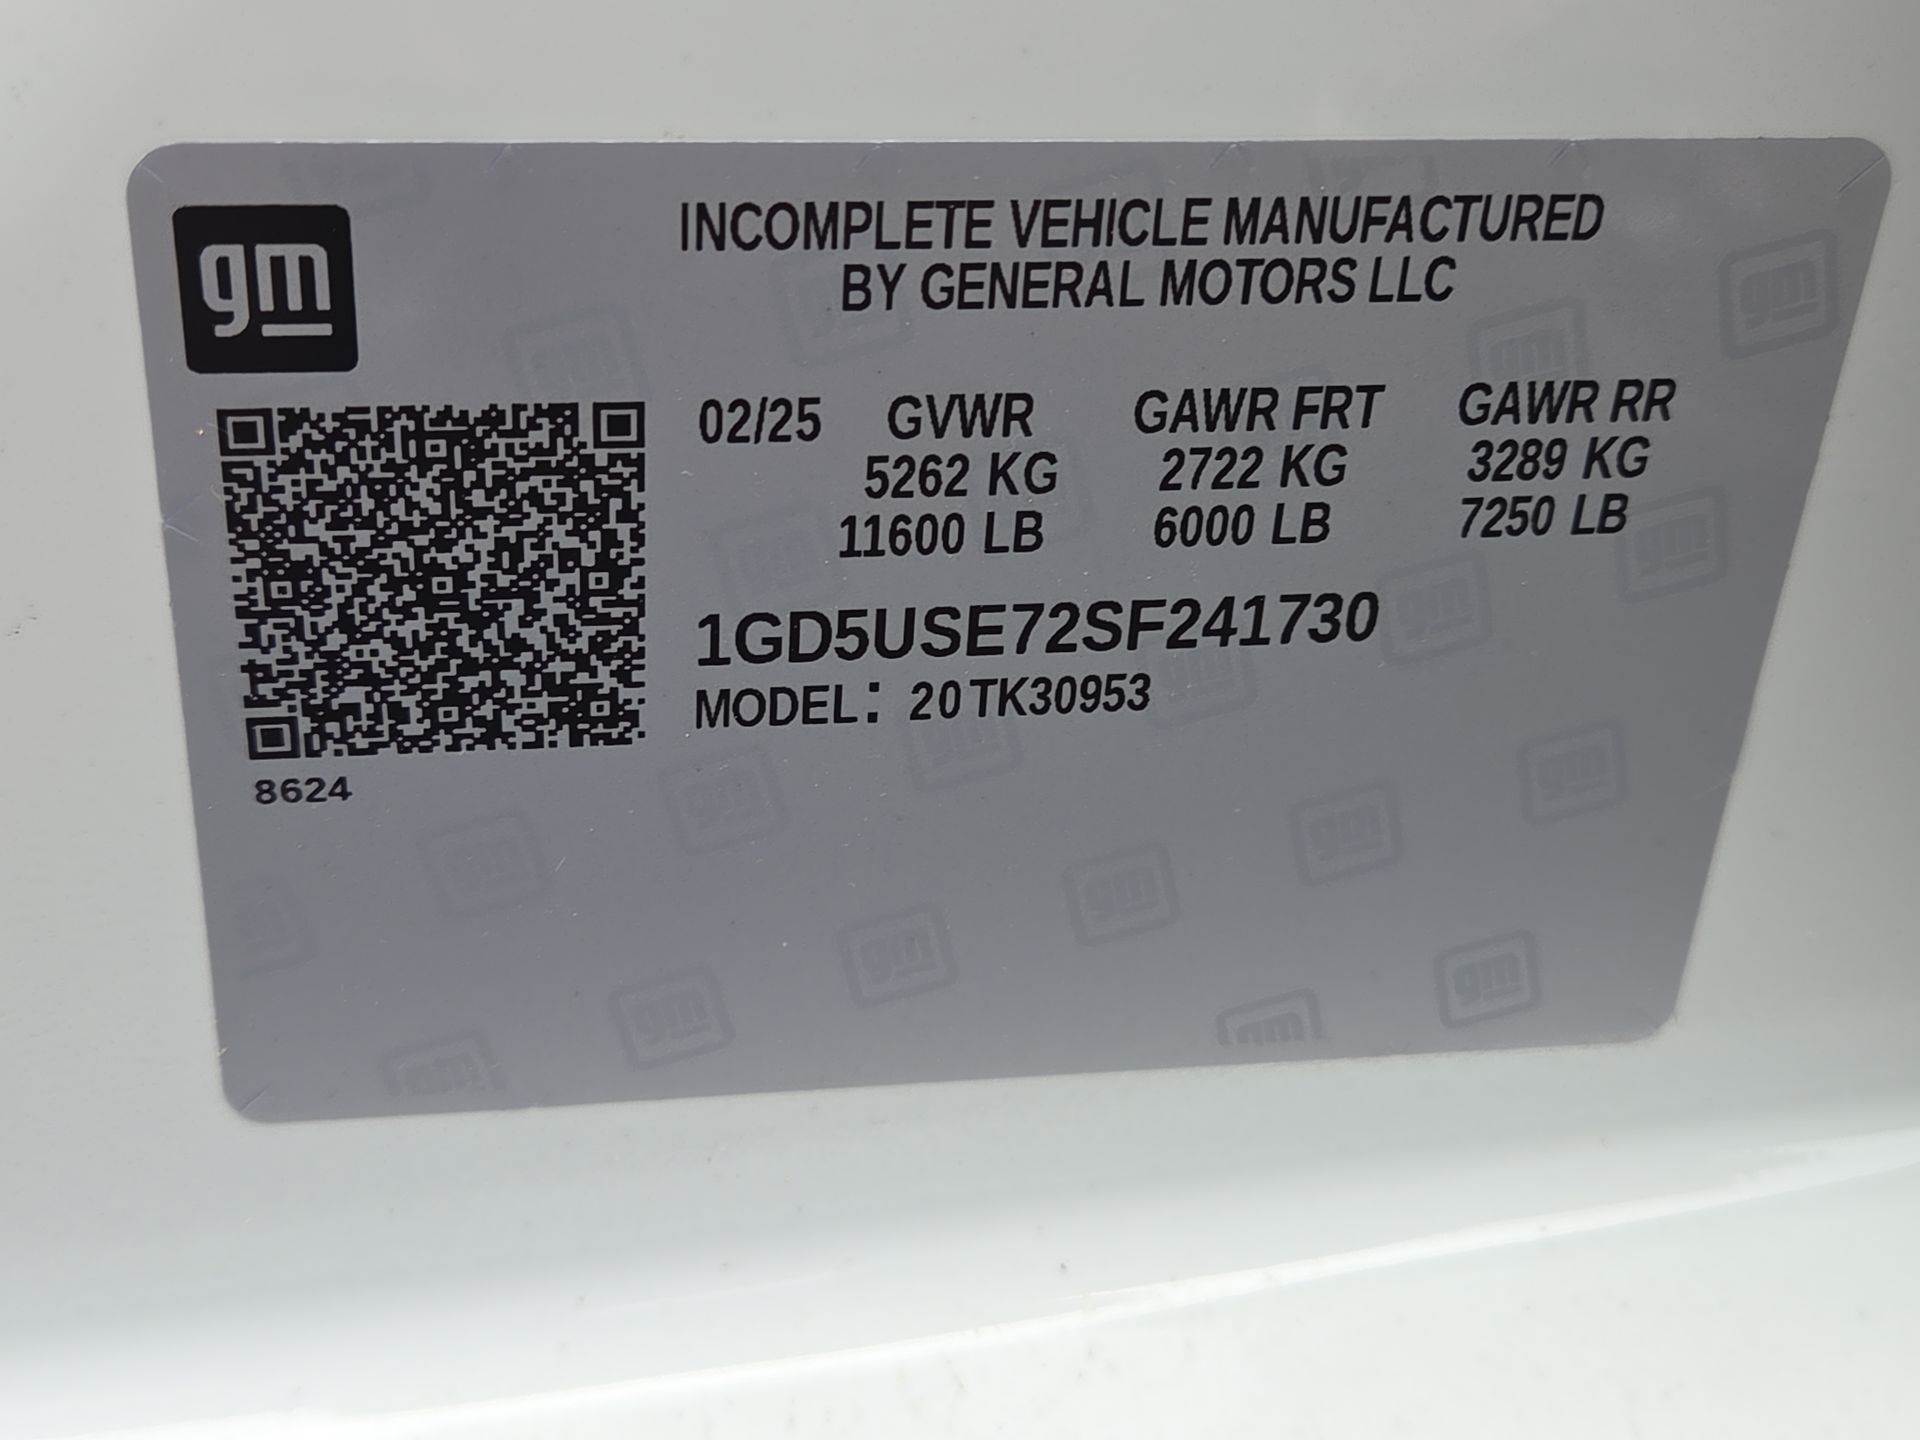 gm
INCOMPLETE VEHICLE MANUFACTURED
BY GENERAL MOTORS LLC
02/25 GVWR GAWR FRT GAWR RR
5262 KG 2722 KG 3289 KG
11600 LB 6000 LB 7250 LB
1GD5USE72SF241730
MODEL: 20TK30953
8624